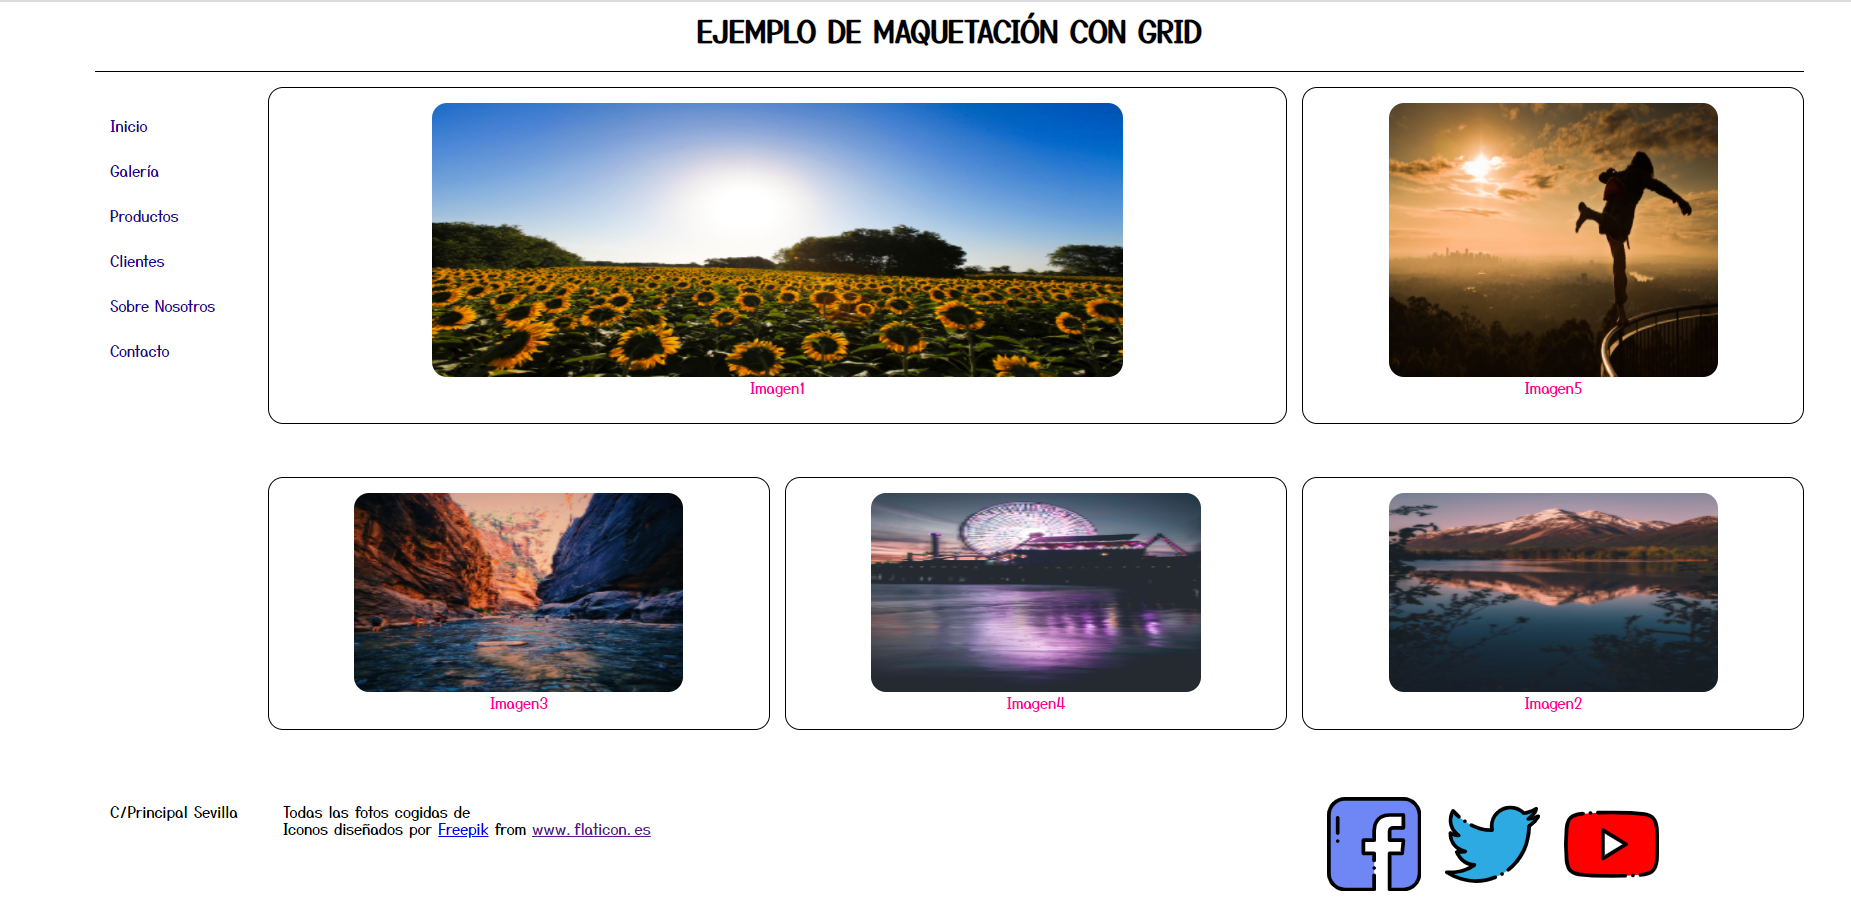 EJEMPLO DE MAQUETACIÓN CON GRID
Inicio
Galería
Productos
Clientes
Sobre Nosotros
Contacto
Imagen1
Imagen5
Imagen3
Imagen4
Imagen2
C/Principal Sevilla
Todas las fotos cogidas de
Iconos diseñados por Freepik from www.flaticon.es